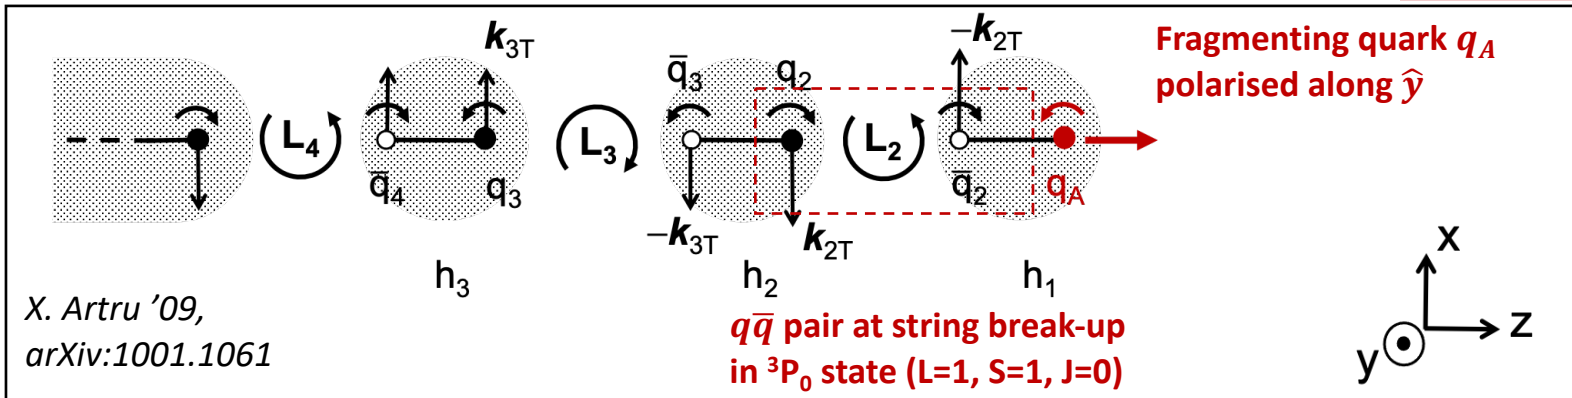 k3T
–k2T
Fragmenting quark qA
polarised along ŷ
q̄3
q2
L4
L3
L2
q̄4
q3
q̄2
qA
–k3T
k2T
h3
h2
h1
X. Artru ’09,
arXiv:1001.1061
qq̄ pair at string break-up
in ³P₀ state (L=1, S=1, J=0)
x
z
y